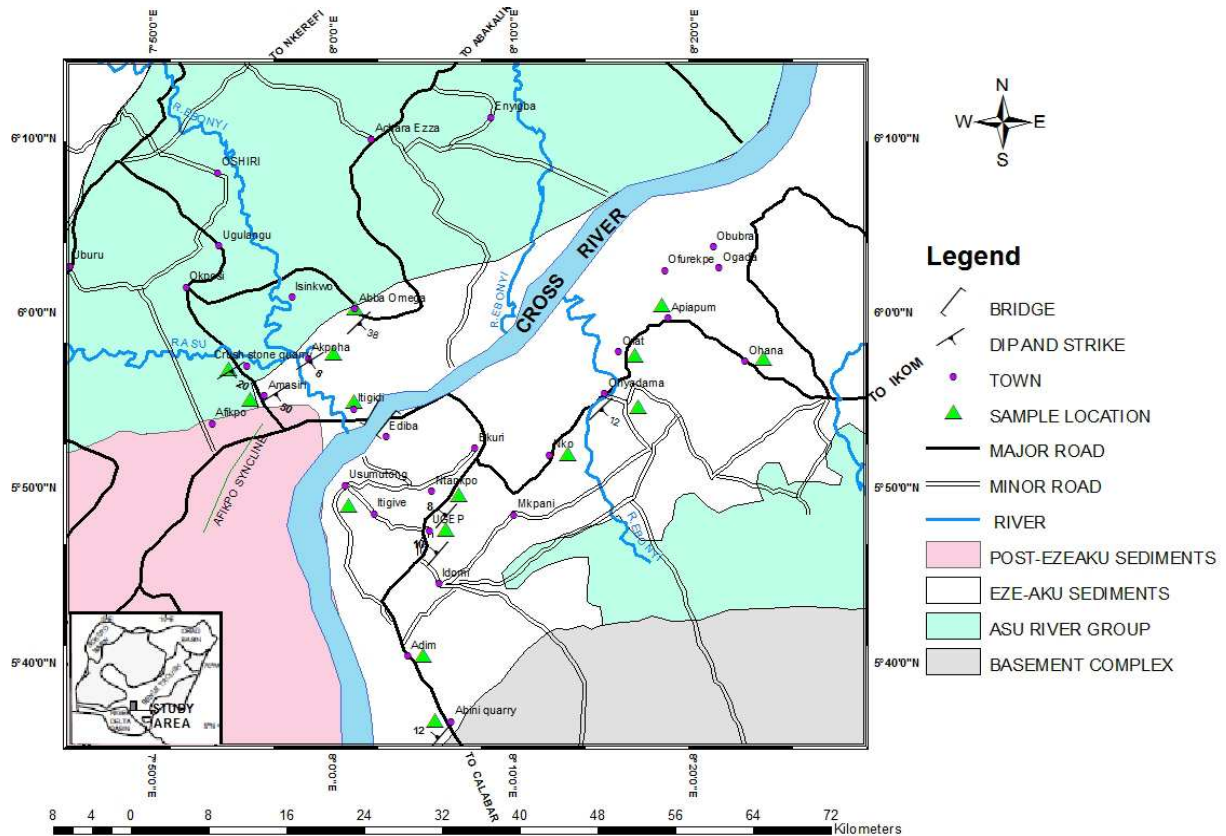 7°50'0"E
TO NKEREFI
8°0'0"E
TO ABAKALIK
8°10'0"E
8°20'0"E
6°10'0"N
6°10'0"N
R.EBONYI
Enyigba
Achara Ezza
OSHIRI
Ugulangu
Uburu
Okposi
Isinkwo
Abba Omega
38
CROSS RIVER
R.EBONYI
Obubra
Ofurekpe
Ogada
Apiapum
6°0'0"N
6°0'0"N
R.ASU
Crush stone quarry
Akpoha
8
20
Amasiri
Ohana
TO IKOM
Onyadama
12
Itigidi
Afikpo
AFIKPO SYNCLINE
Ediba
Ekuri
Nko
5°50'0"N
5°50'0"N
Usumutong
Ntankpo
8
Itigive
UGEP
Mkpani
R.EBONYI
Idomi
5°40'0"N
5°40'0"N
Adim
Abini quarry
12
STUDY
AREA
7°50'0"E
8°0'0"E
TO CALABAR
8°10'0"E
8°20'0"E
8 4 0 8 16 24 32 40 48 56 64 72
Kilometers
N
W E
S
Legend
BRIDGE
DIP AND STRIKE
TOWN
SAMPLE LOCATION
MAJOR ROAD
MINOR ROAD
RIVER
POST-EZEAKU SEDIMENTS
EZE-AKU SEDIMENTS
ASU RIVER GROUP
BASEMENT COMPLEX